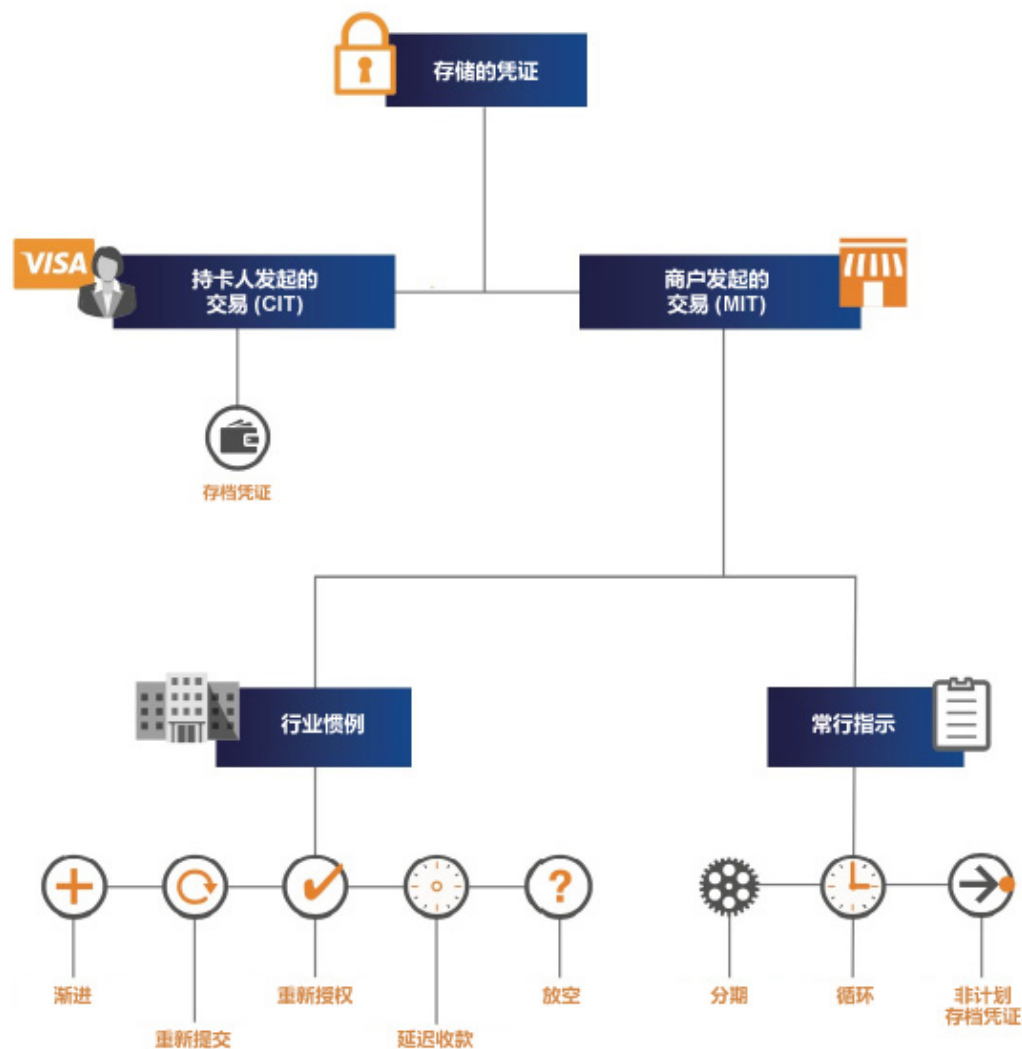 存储的凭证
VISA
持卡人发起的
交易 (CIT)
商户发起的
交易 (MIT)
存档凭证
行业惯例
常行指示
渐进
重新提交
重新授权
延迟收款
放空
分期
循环
非计划
存档凭证